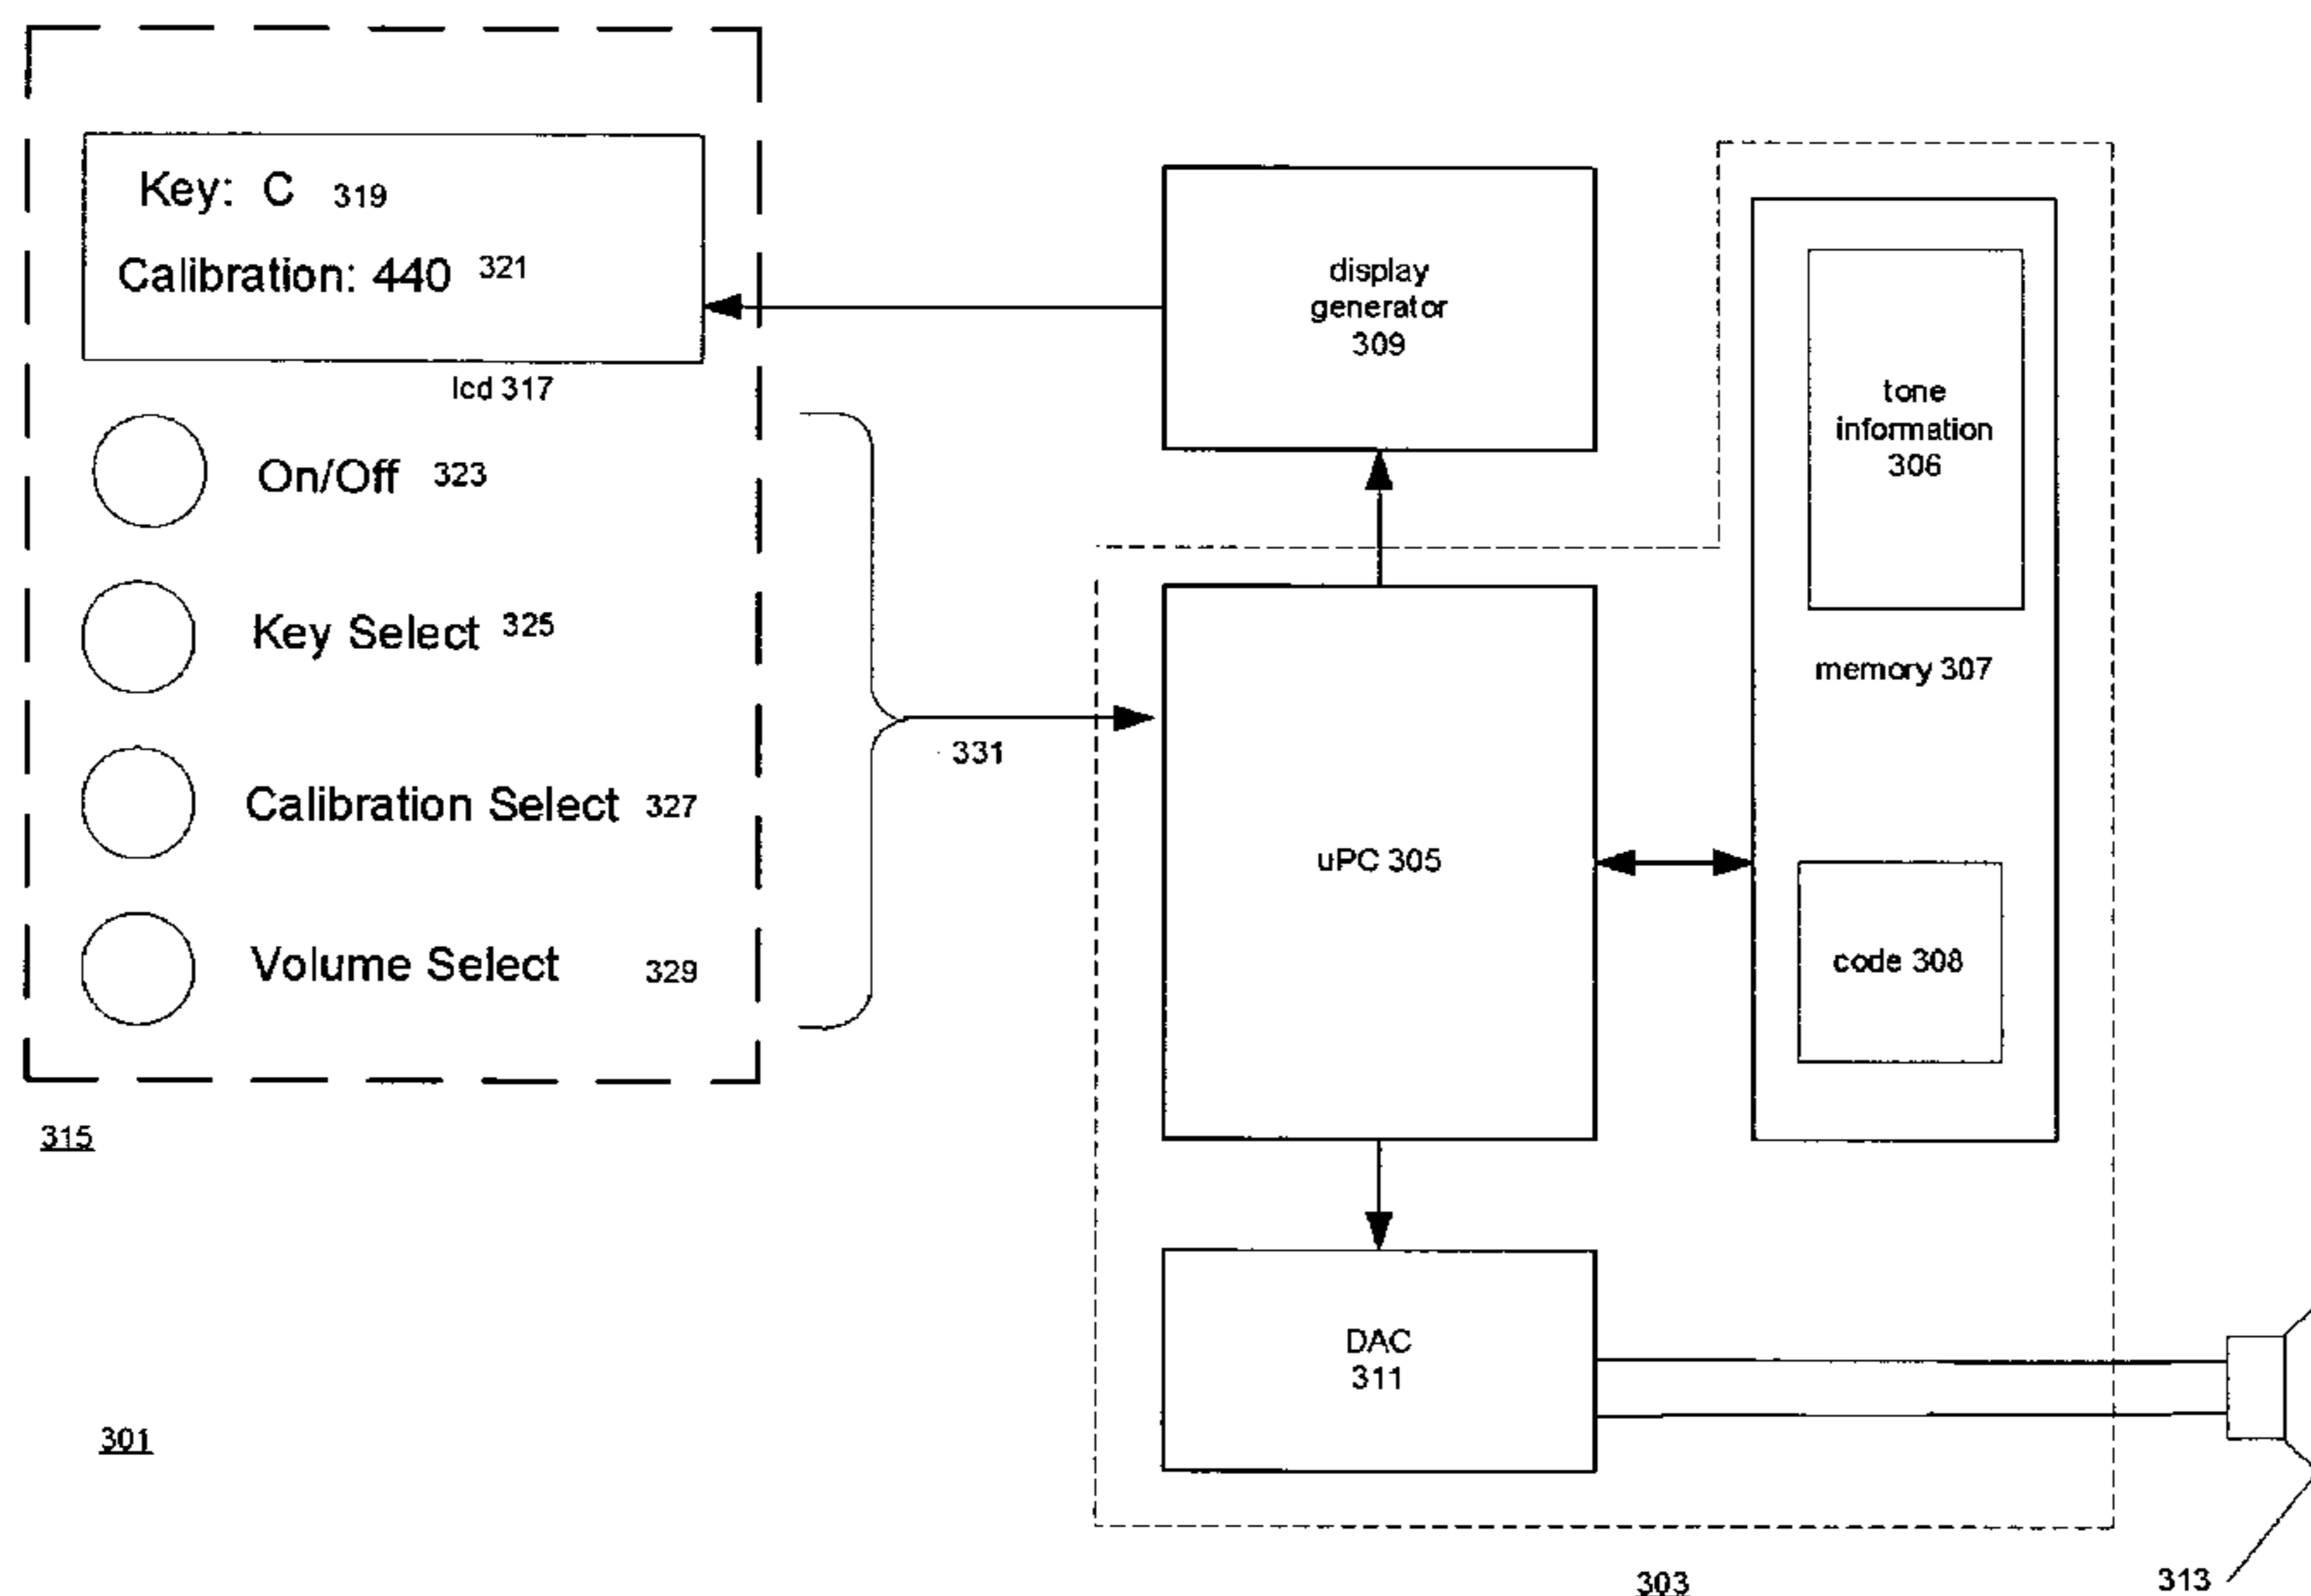 Key: C 319
Calibration: 440 321
lcd 317
On/Off 323
Key Select 325
Calibration Select 327
Volume Select 329
315
301
331
display
generator
309
uPC 305
DAC
311
tone
information
306
memory 307
code 308
303
313